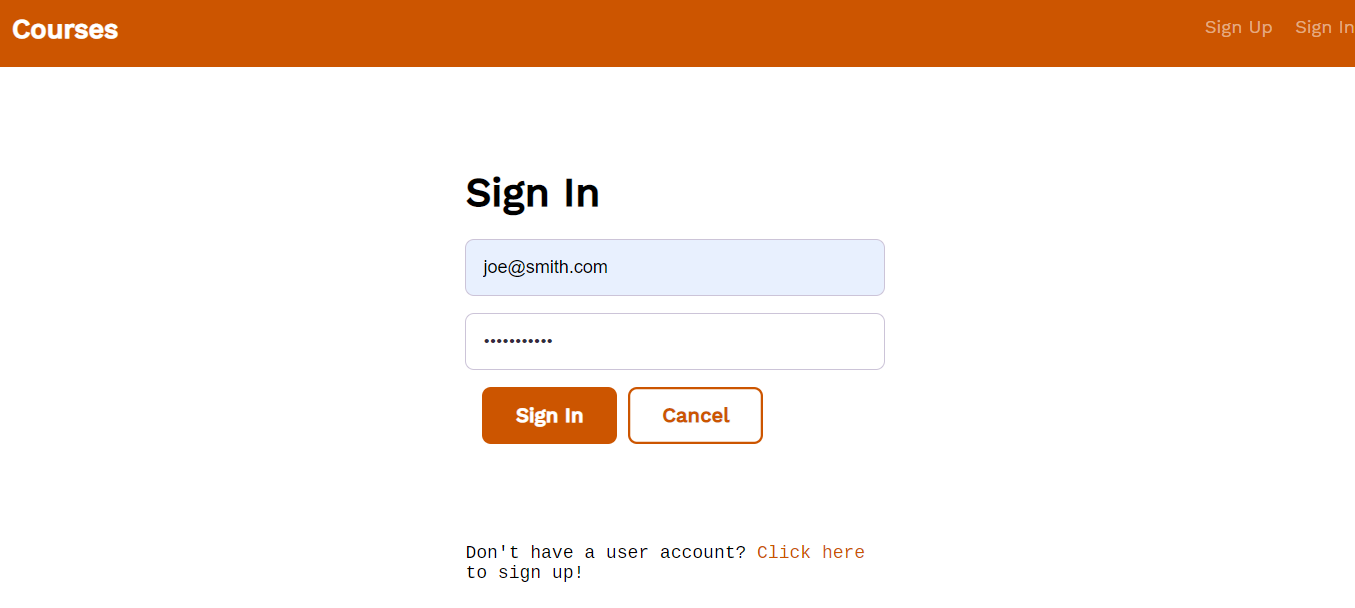 Courses
Sign Up
Sign In
Sign In
joe@smith.com
•••••••••••
Sign In
Cancel
Don't have a user account? Click here
to sign up!